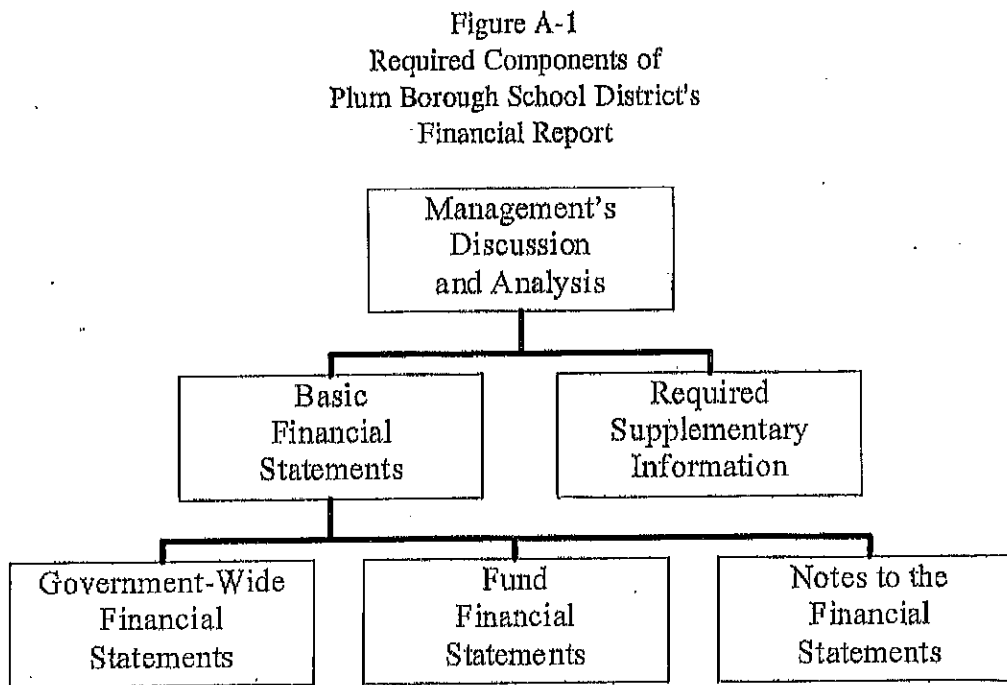 Figure A-1
Required Components of
Plum Borough School District's
Financial Report
Management's
Discussion
and Analysis
Basic
Financial
Statements
Required
Supplementary
Information
Government-Wide
Financial
Statements
Fund
Financial
Statements
Notes to the
Financial
Statements